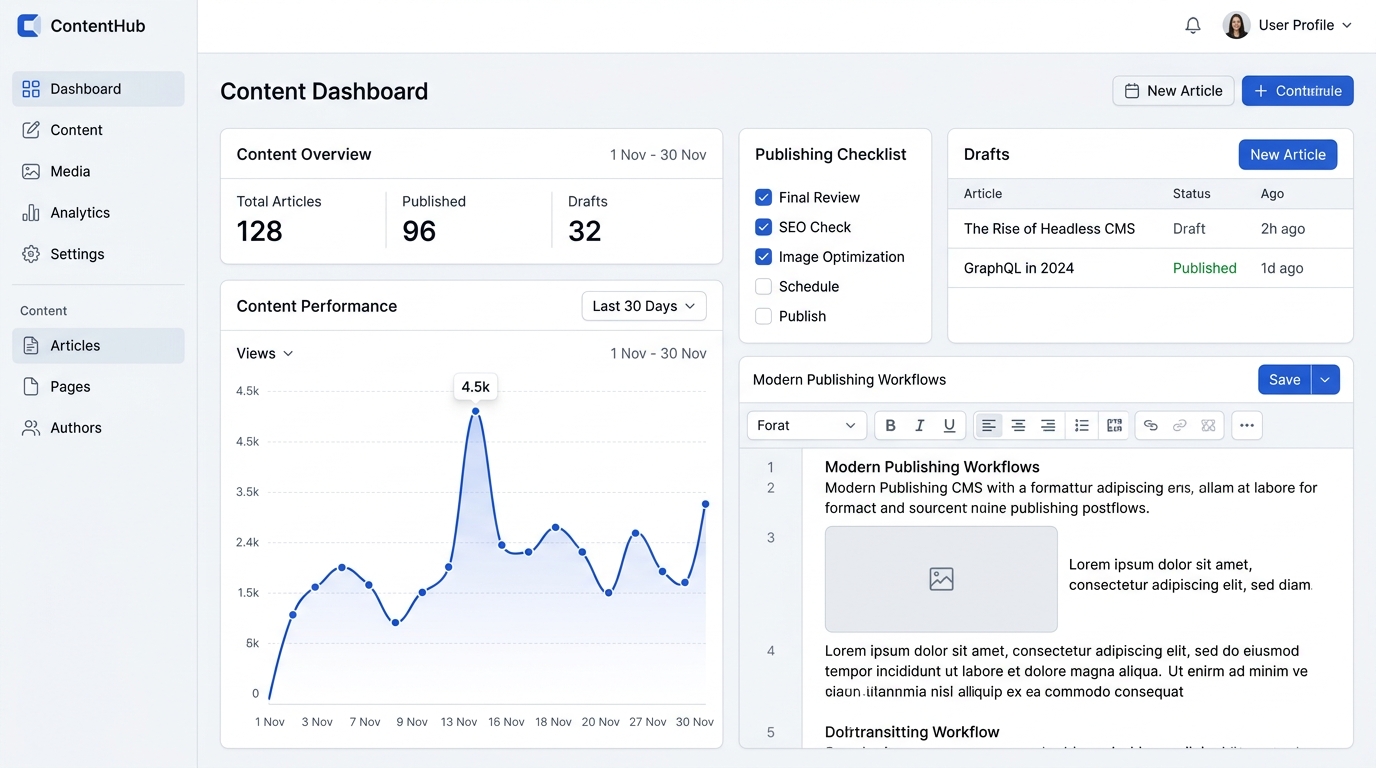 ContentHub
User Profile
Dashboard
Content
Media
Analytics
Settings
Content
Articles
Pages
Authors
Content Dashboard
New Article
Content Overview
1 Nov - 30 Nov
Total Articles
128
Published
96
Drafts
32
Content Performance
Last 30 Days
Views
1 Nov - 30 Nov
4.5k
4.5k
4.5k
3.5k
2.4k
1.5k
0
1 Nov 3 Nov 7 Nov 9 Nov 13 Nov 16 Nov 18 Nov 20 Nov 27 Nov 30 Nov
Publishing Checklist
Final Review
SEO Check
Image Optimization
Schedule
Publish
Drafts
New Article
Article Status Ago
The Rise of Headless CMS Draft 2h ago
GraphQL in 2024 Published 1d ago
Modern Publishing Workflows
Save
Forat
B I U
1 Modern Publishing Workflows
2 Modern Publishing CMS with a formattur adipiscing ens, allam at labore for
formact and sourcent publishing postflows.
3
Lorem ipsum dolor sit amet,
consectetur adipiscing elit, sed diam
4 Lorem ipsum dolor sit amet, consectetur adipiscing elit, sed do eiusmod
tempor incididunt ut labore et dolore magna aliqua. Ut enirm ad minim ve
nisl alliquip ex ea commodo consequat
5 Workflow